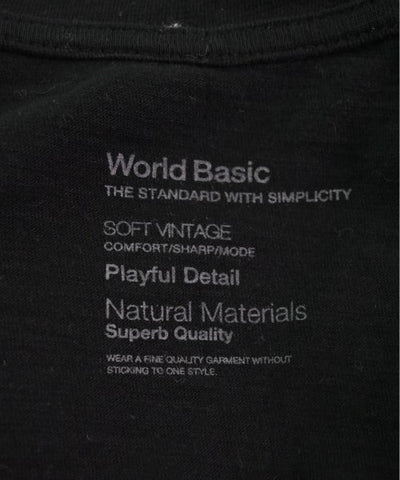 World Basic
THE STANDARD WITH SIMPLICITY
SOFT VINTAGE
COMFORT/SHARP/MODE
Playful Detail
Natural Materials
Superb Quality
WEAR A FINE QUALITY GARMENT WITHOUT
STICKING TO ONE STYLE.